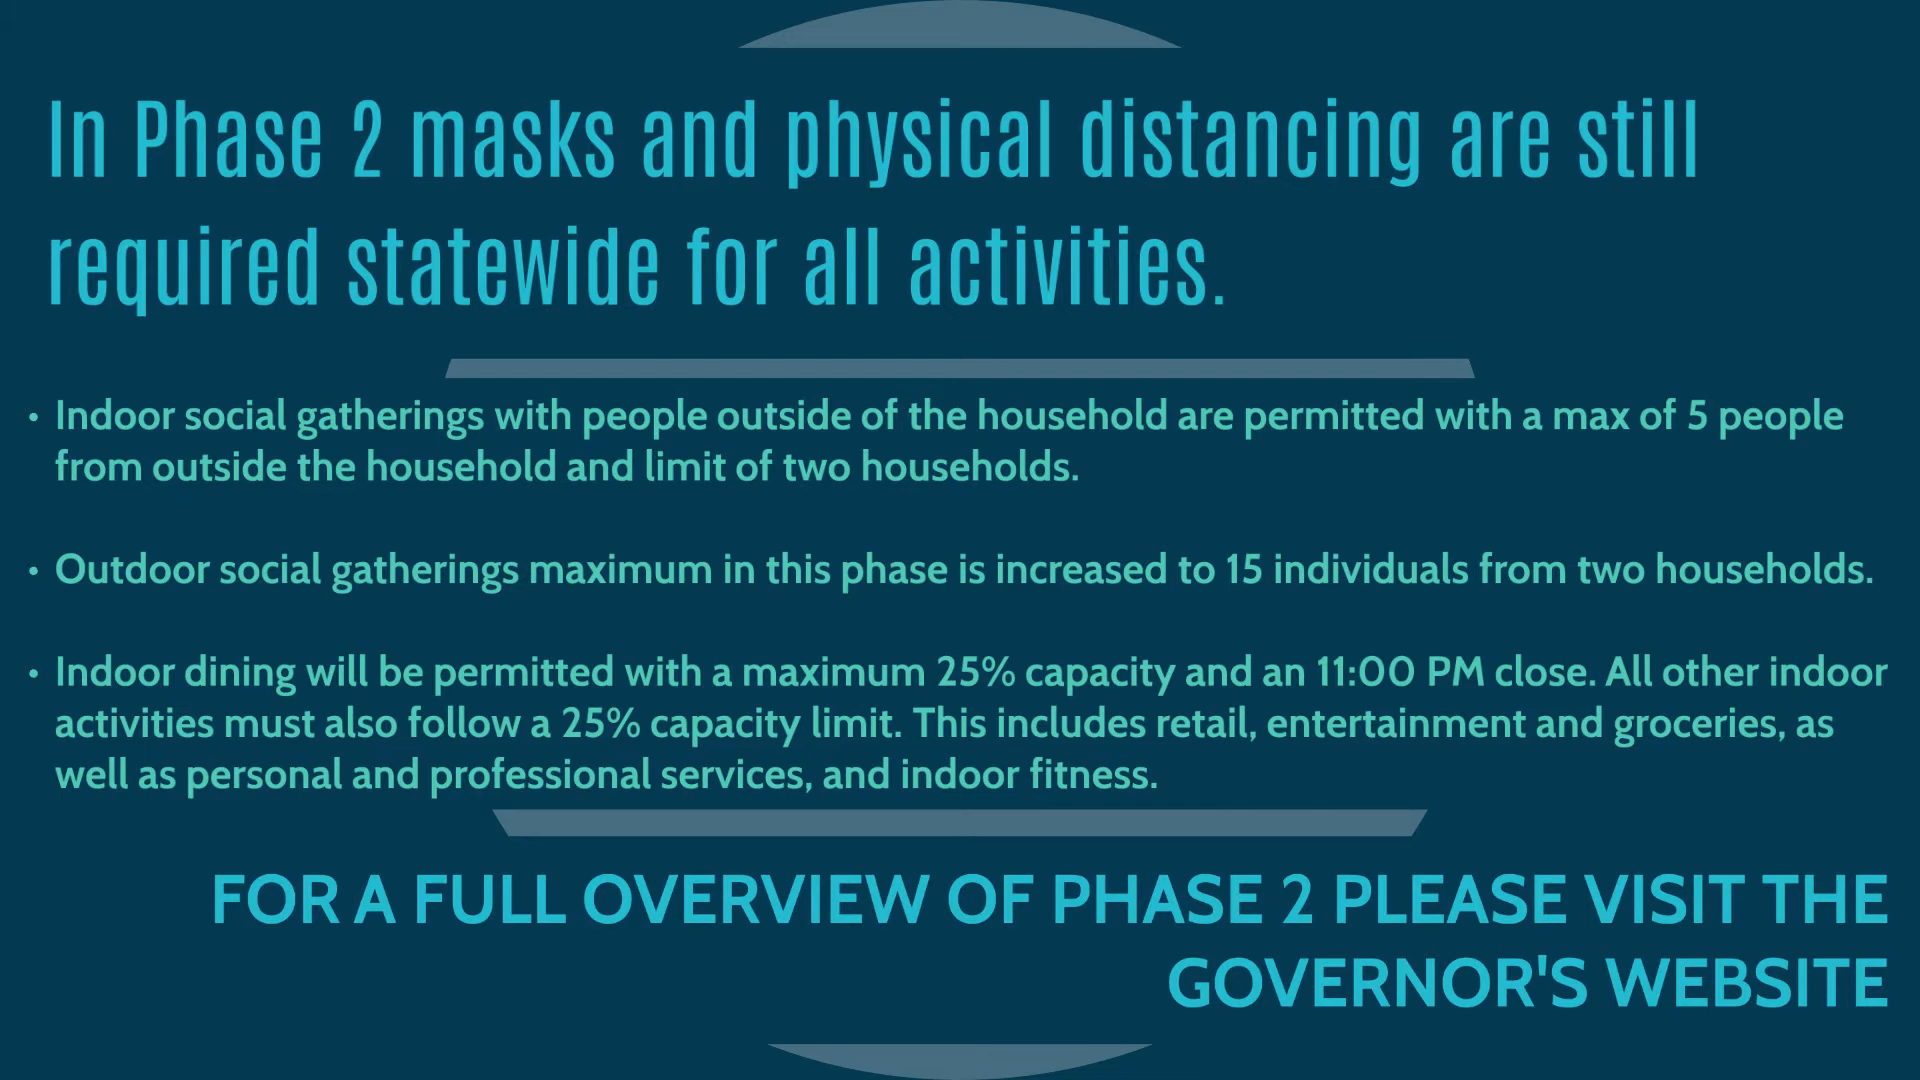 In Phase 2 masks and physical distancing are still
required statewide for all activities.
• Indoor social gatherings with people outside of the household are permitted with a max of 5 people
from outside the household and limit of two households.
• Outdoor social gatherings maximum in this phase is increased to 15 individuals from two households.
• Indoor dining will be permitted with a maximum 25% capacity and an 11:00 PM close. All other indoor
activities must also follow a 25% capacity limit. This includes retail, entertainment and groceries, as
well as personal and professional services, and indoor fitness.
FOR A FULL OVERVIEW OF PHASE 2 PLEASE VISIT THE
GOVERNOR'S WEBSITE